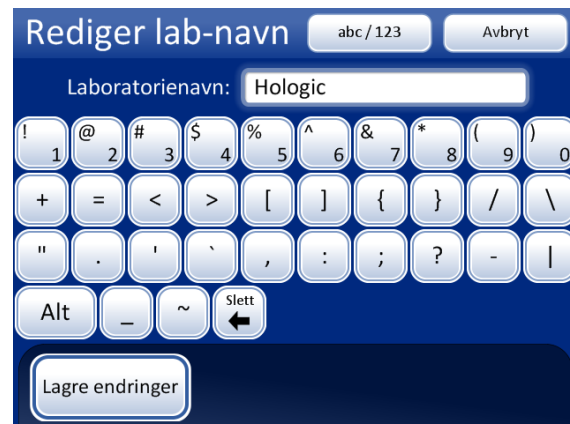 Rediger lab-navn abc / 123 Avbryt
Laboratorienavn: Hologic
! 1 @ 2 # 3 $ 4 % 5 ^ 6 & 7 * 8 ( 9 ) 0
+ = < > [ ] { } / \
" . ' ` , : ; ? - |
Alt _ ~ Slett
Lagre endringer